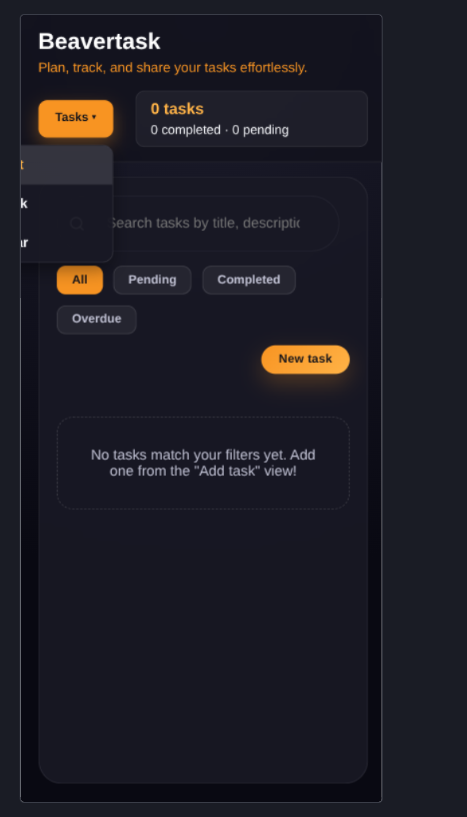 Beavertask
Plan, track, and share your tasks effortlessly.
Tasks ▾
0 tasks
0 completed · 0 pending
t
k
ar
Search tasks by title, descriptic
All
Pending
Completed
Overdue
New task
No tasks match your filters yet. Add
one from the "Add task" view!